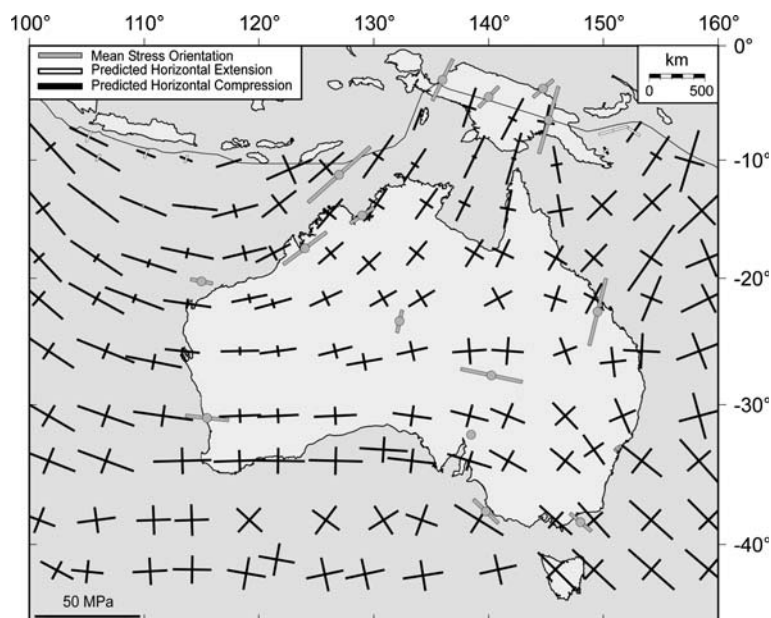 100° 110° 120° 130° 140° 150° 160°
Mean Stress Orientation
Predicted Horizontal Extension
Predicted Horizontal Compression
km
0 500
0°
-10°
-20°
-30°
-40°
50 MPa